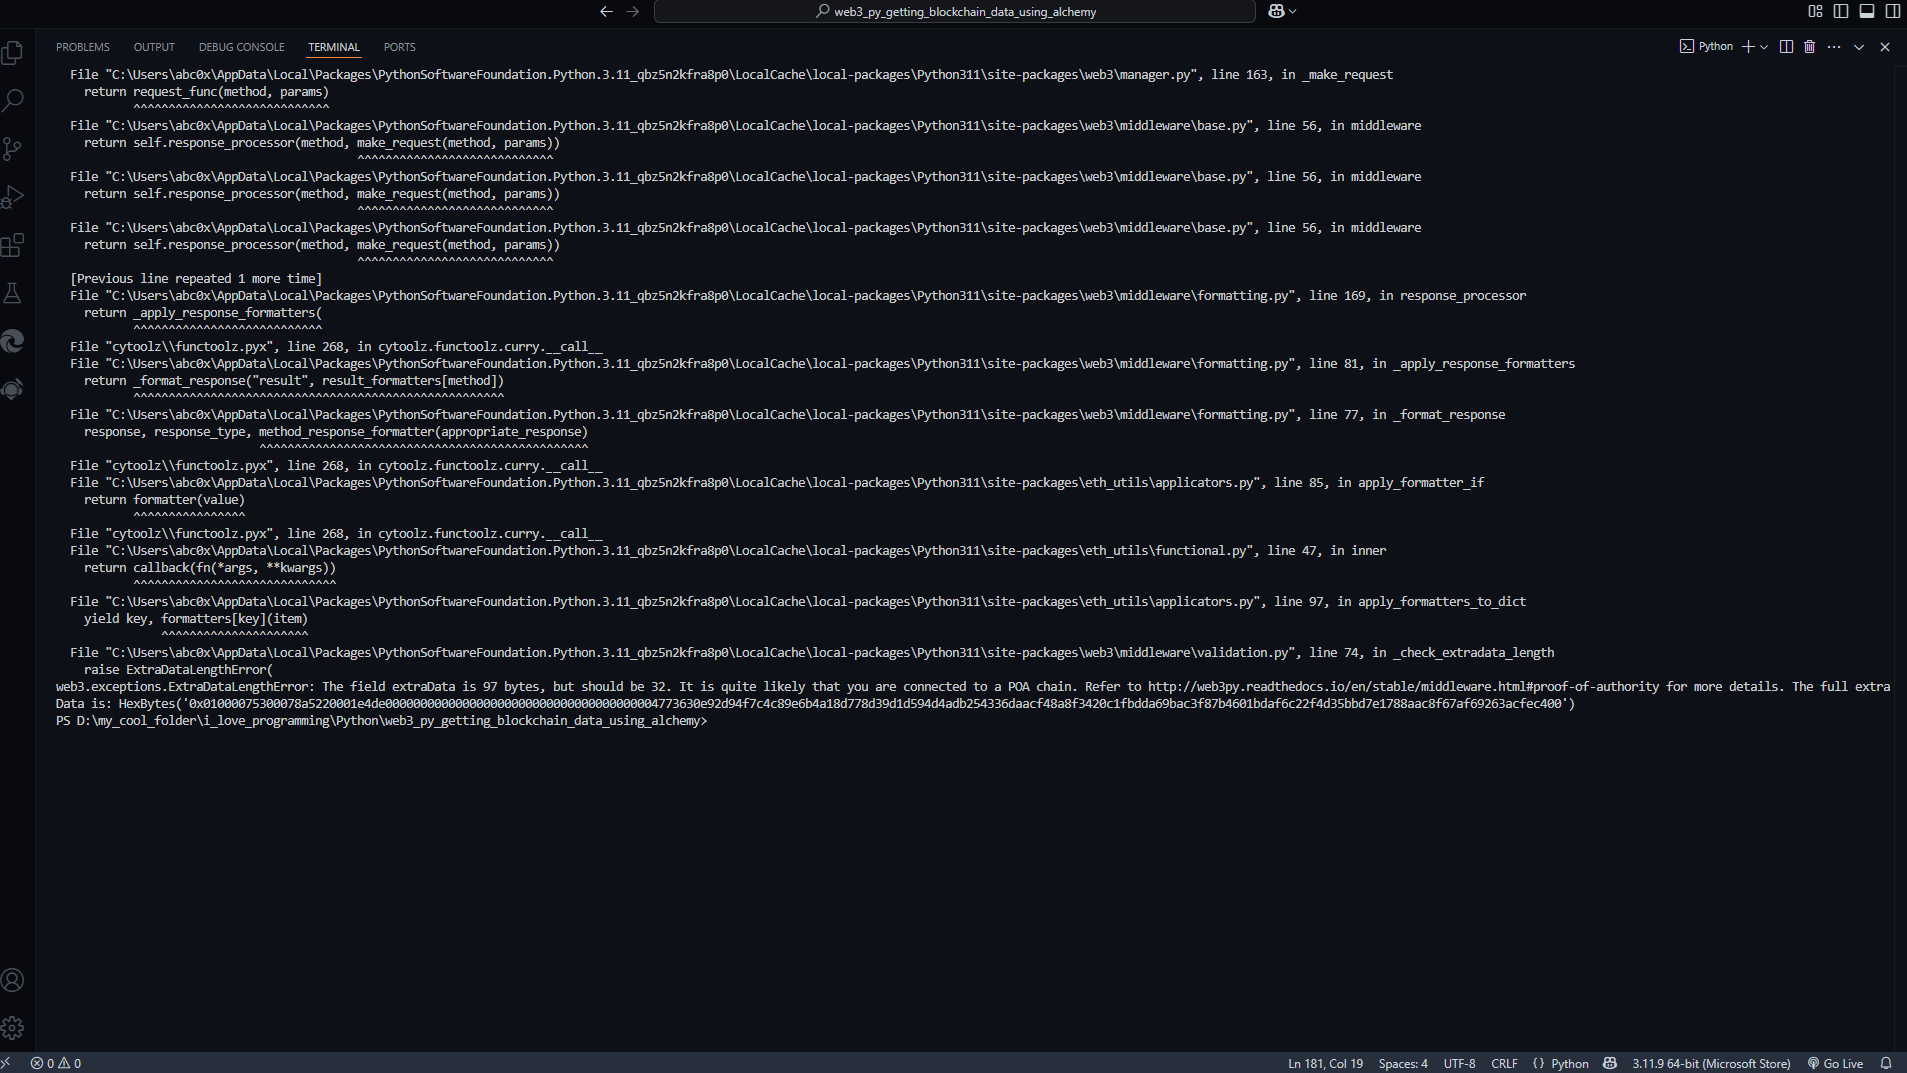 web3_py_getting_blockchain_data_using_alchemy
PROBLEMS OUTPUT DEBUG CONSOLE TERMINAL PORTS
Python
File "C:\Users\abc0x\AppData\Local\Packages\PythonSoftwareFoundation.Python.3.11_qbz5n2kfra8p0\LocalCache\local-packages\Python311\site-packages\web3\manager.py", line 163, in _make_request
return request_func(method, params)
^^^^^^^^^^^^^^^^^^^^^^^^^^^^
File "C:\Users\abc0x\AppData\Local\Packages\PythonSoftwareFoundation.Python.3.11_qbz5n2kfra8p0\LocalCache\local-packages\Python311\site-packages\web3\middleware\base.py", line 56, in middleware
return self.response_processor(method, make_request(method, params))
^^^^^^^^^^^^^^^^^^^^^^^^^^^^
File "C:\Users\abc0x\AppData\Local\Packages\PythonSoftwareFoundation.Python.3.11_qbz5n2kfra8p0\LocalCache\local-packages\Python311\site-packages\web3\middleware\base.py", line 56, in middleware
return self.response_processor(method, make_request(method, params))
^^^^^^^^^^^^^^^^^^^^^^^^^^^^
File "C:\Users\abc0x\AppData\Local\Packages\PythonSoftwareFoundation.Python.3.11_qbz5n2kfra8p0\LocalCache\local-packages\Python311\site-packages\web3\middleware\base.py", line 56, in middleware
return self.response_processor(method, make_request(method, params))
^^^^^^^^^^^^^^^^^^^^^^^^^^^^
[Previous line repeated 1 more time]
File "C:\Users\abc0x\AppData\Local\Packages\PythonSoftwareFoundation.Python.3.11_qbz5n2kfra8p0\LocalCache\local-packages\Python311\site-packages\web3\middleware\formatting.py", line 169, in response_processor
return _apply_response_formatters(
^^^^^^^^^^^^^^^^^^^^^^^^^^^
File "cytoolz\\functoolz.pyx", line 268, in cytoolz.functoolz.curry.__call__
File "C:\Users\abc0x\AppData\Local\Packages\PythonSoftwareFoundation.Python.3.11_qbz5n2kfra8p0\LocalCache\local-packages\Python311\site-packages\web3\middleware\formatting.py", line 81, in _apply_response_formatters
return _format_response("result", result_formatters[method])
^^^^^^^^^^^^^^^^^^^^^^^^^^^^^^^^^^^^^^^^^^^^^^^^^^^^^
File "C:\Users\abc0x\AppData\Local\Packages\PythonSoftwareFoundation.Python.3.11_qbz5n2kfra8p0\LocalCache\local-packages\Python311\site-packages\web3\middleware\formatting.py", line 77, in _format_response
response, response_type, method_response_formatter(appropriate_response)
^^^^^^^^^^^^^^^^^^^^^^^^^^^^^^^^^^^^^^^^^^^^^^^
File "cytoolz\\functoolz.pyx", line 268, in cytoolz.functoolz.curry.__call__
File "C:\Users\abc0x\AppData\Local\Packages\PythonSoftwareFoundation.Python.3.11_qbz5n2kfra8p0\LocalCache\local-packages\Python311\site-packages\eth_utils\applicators.py", line 85, in apply_formatter_if
return formatter(value)
^^^^^^^^^^^^^^^^
File "cytoolz\\functoolz.pyx", line 268, in cytoolz.functoolz.curry.__call__
File "C:\Users\abc0x\AppData\Local\Packages\PythonSoftwareFoundation.Python.3.11_qbz5n2kfra8p0\LocalCache\local-packages\Python311\site-packages\eth_utils\functional.py", line 47, in inner
return callback(fn(*args, **kwargs))
^^^^^^^^^^^^^^^^^^^^^^^^^^^^^
File "C:\Users\abc0x\AppData\Local\Packages\PythonSoftwareFoundation.Python.3.11_qbz5n2kfra8p0\LocalCache\local-packages\Python311\site-packages\eth_utils\applicators.py", line 97, in apply_formatters_to_dict
yield key, formatters[key](item)
^^^^^^^^^^^^^^^^^^^^^
File "C:\Users\abc0x\AppData\Local\Packages\PythonSoftwareFoundation.Python.3.11_qbz5n2kfra8p0\LocalCache\local-packages\Python311\site-packages\web3\middleware\validation.py", line 74, in _check_extradata_length
raise ExtraDataLengthError(
web3.exceptions.ExtraDataLengthError: The field extraData is 97 bytes, but should be 32. It is quite likely that you are connected to a POA chain. Refer to http://web3py.readthedocs.io/en/stable/middleware.html#proof-of-authority for more details. The full extra
Data is: HexBytes('0x01000075300078a5220001e4de000000000000000000000000000000000000004773630e92d94f7c4c89e6b4a18d778d39d1d594d4adb254336daacf48a8f3420c1fbdda69bac3f87b4601bdaf6c22f4d35bbd7e1788aac8f67af69263acfec400')
PS D:\my_cool_folder\i_love_programming\Python\web3_py_getting_blockchain_data_using_alchemy>
0 0 Ln 181, Col 19 Spaces: 4 UTF-8 CRLF {} Python 3.11.9 64-bit (Microsoft Store) Go Live